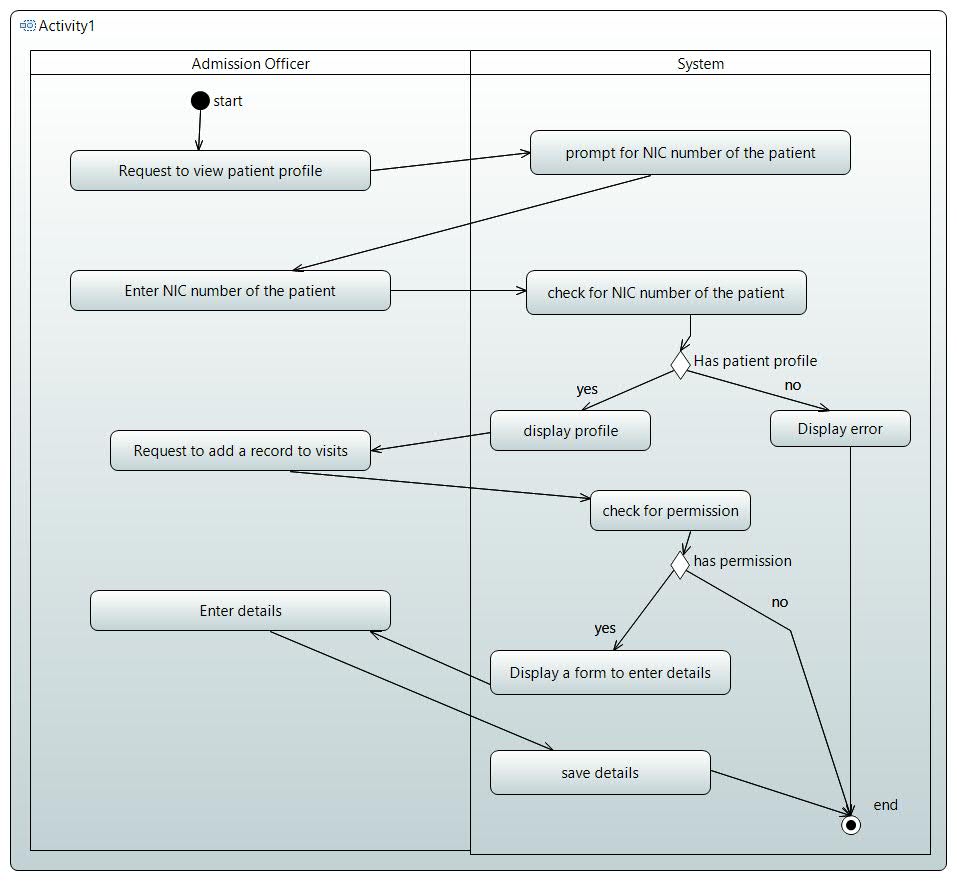 Activity1
Admission Officer
System
start
Request to view patient profile
prompt for NIC number of the patient
Enter NIC number of the patient
check for NIC number of the patient
Has patient profile
yes
no
display profile
Display error
Request to add a record to visits
check for permission
has permission
no
yes
Enter details
Display a form to enter details
save details
end